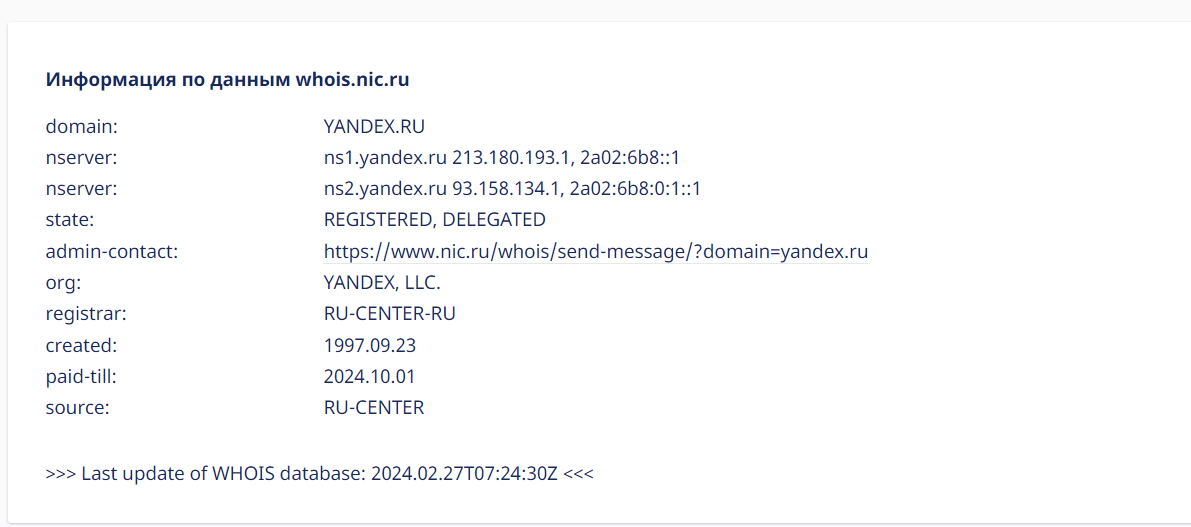 Информация по данным whois.nic.ru
domain: YANDEX.RU
nserver: ns1.yandex.ru 213.180.193.1, 2a02:6b8::1
nserver: ns2.yandex.ru 93.158.134.1, 2a02:6b8:0:1::1
state: REGISTERED, DELEGATED
admin-contact: https://www.nic.ru/whois/send-message/?domain=yandex.ru
org: YANDEX, LLC.
registrar: RU-CENTER-RU
created: 1997.09.23
paid-till: 2024.10.01
source: RU-CENTER
>>> Last update of WHOIS database: 2024.02.27T07:24:30Z <<<